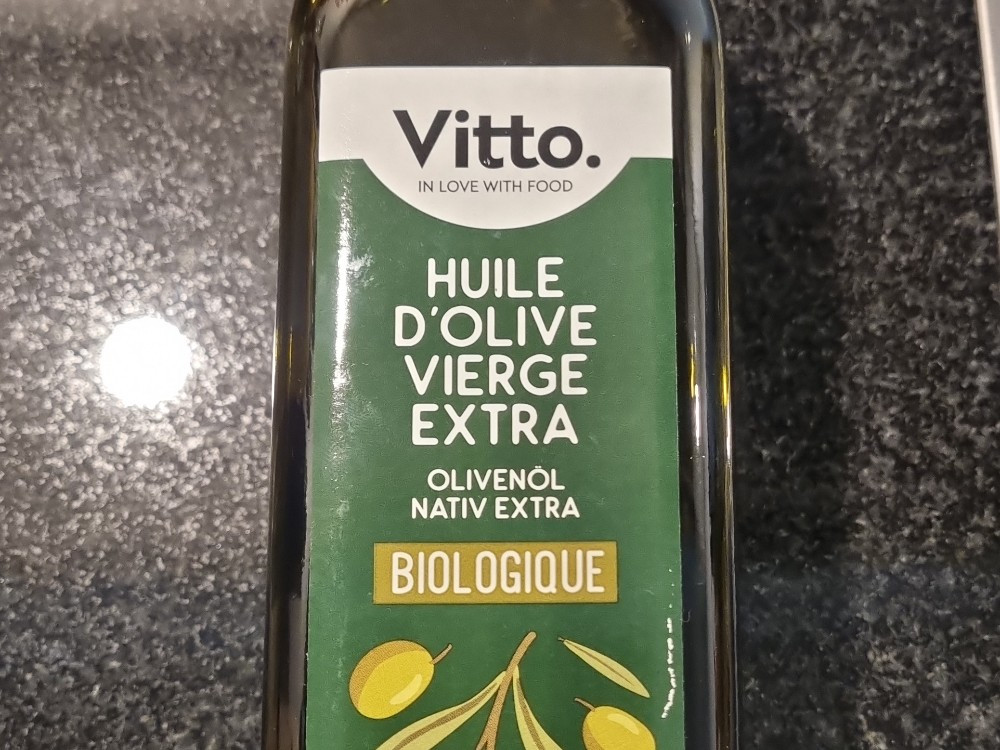 Vitto.
IN LOVE WITH FOOD
HUILE
D'OLIVE
VIERGE
EXTRA
OLIVENÖL
NATIV EXTRA
BIOLOGIQUE